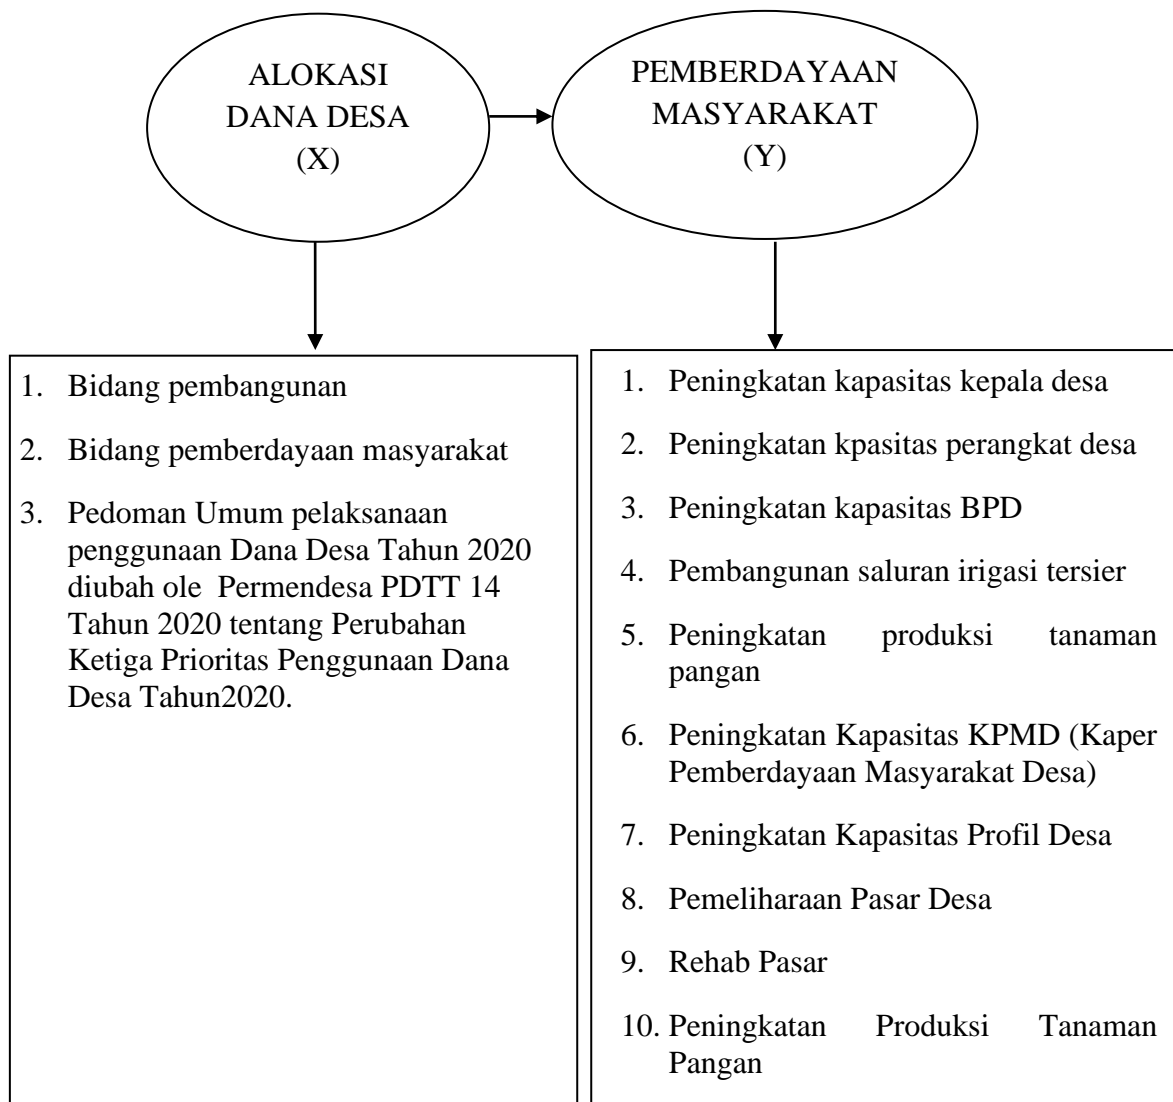 ALOKASI
DANA DESA
(X)
PEMBERDAYAAN
MASYARAKAT
(Y)
1. Bidang pembangunan
2. Bidang pemberdayaan masyarakat
3. Pedoman Umum pelaksanaan
penggunaan Dana Desa Tahun 2020
diubah ole Permendesa PDTT 14
Tahun 2020 tentang Perubahan
Ketiga Prioritas Penggunaan Dana
Desa Tahun2020.
1. Peningkatan kapasitas kepala desa
2. Peningkatan kpasitas perangkat desa
3. Peningkatan kapasitas BPD
4. Pembangunan saluran irigasi tersier
5. Peningkatan produksi tanaman
pangan
6. Peningkatan Kapasitas KPMD (Kaper
Pemberdayaan Masyarakat Desa)
7. Peningkatan Kapasitas Profil Desa
8. Pemeliharaan Pasar Desa
9. Rehab Pasar
10. Peningkatan Produksi Tanaman
Pangan